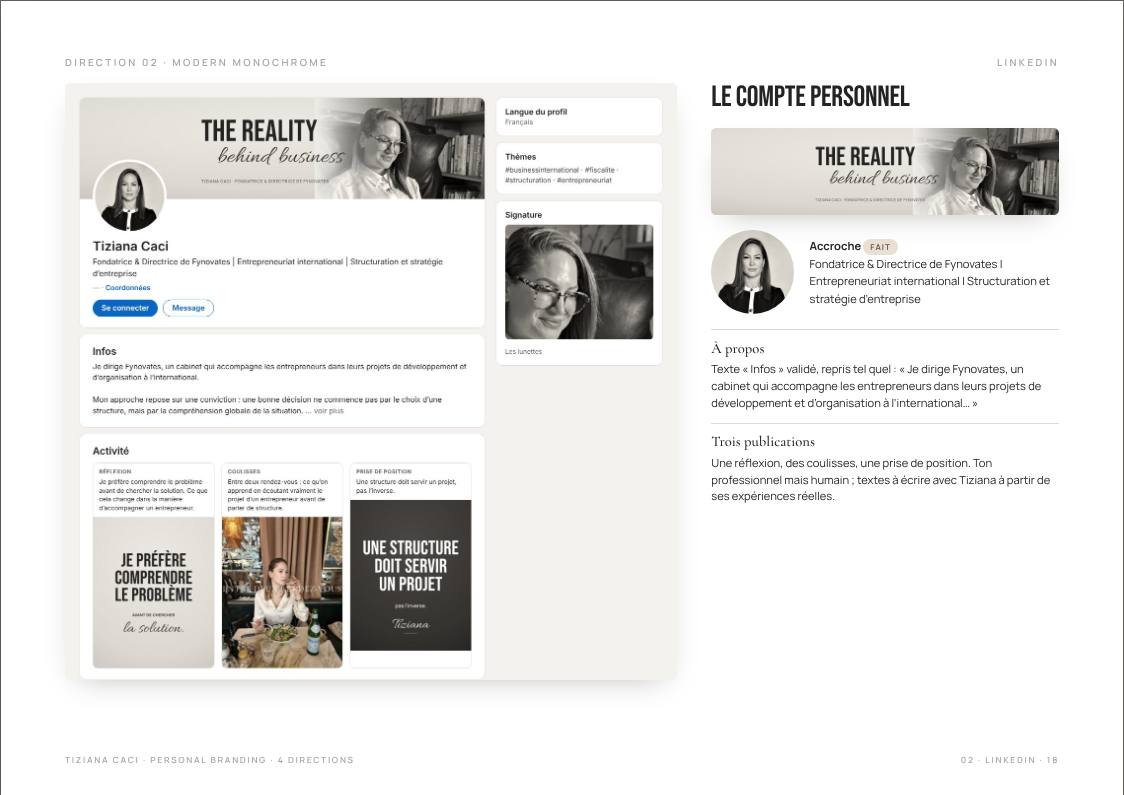 DIRECTION 02 · MODERN MONOCHROME
LINKEDIN
THE REALITY
behind business
TIZIANA CACI · FONDATRICE & DIRECTRICE DE FYNOVATES
Tiziana Caci
Fondatrice & Directrice de Fynovates | Entrepreneuriat international | Structuration et stratégie
d'entreprise
— · Coordonnées
Se connecter
Message
Infos
Je dirige Fynovates, un cabinet qui accompagne les entrepreneurs dans leurs projets de développement et
d'organisation à l'international.
Mon approche repose sur une conviction : une bonne décision ne commence pas par le choix d'une
structure, mais par la compréhension globale de la situation. ... voir plus
Activité
RÉFLEXION
Je préfère comprendre le problème
avant de chercher la solution. Ce que
cela change dans la manière
d'accompagner un entrepreneur.
JE PRÉFÈRE
COMPRENDRE
LE PROBLÈME
AVANT DE CHERCHER
la solution.
COULISSES
Entre deux rendez-vous : ce qu'on
apprend en écoutant vraiment le
projet d'un entrepreneur avant de
parler de structure.
PRISE DE POSITION
Une structure doit servir un projet,
pas l'inverse.
UNE STRUCTURE
DOIT SERVIR
UN PROJET
pas l'inverse.
Tiziana
Langue du profil
Français
Thèmes
#businessinternational · #fiscalite ·
#structuration · #entrepreneuriat
Signature
Les lunettes
LE COMPTE PERSONNEL
THE REALITY
behind business
TIZIANA CACI · FONDATRICE & DIRECTRICE DE FYNOVATES
Accroche FAIT
Fondatrice & Directrice de Fynovates |
Entrepreneuriat international | Structuration et
stratégie d'entreprise
À propos
Texte « Infos » validé, repris tel quel : « Je dirige Fynovates, un
cabinet qui accompagne les entrepreneurs dans leurs projets de
développement et d'organisation à l'international... »
Trois publications
Une réflexion, des coulisses, une prise de position. Ton
professionnel mais humain ; textes à écrire avec Tiziana à partir de
ses expériences réelles.
TIZIANA CACI · PERSONAL BRANDING · 4 DIRECTIONS
02 · LINKEDIN · 18